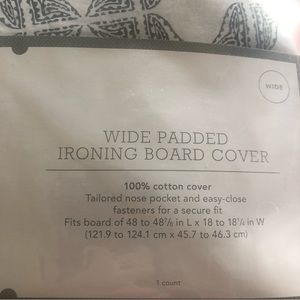 WIDE
WIDE PADDED
IRONING BOARD COVER
100% cotton cover
Tailored nose pocket and easy-close
fasteners for a secure fit
Fits board of 48 to 48⅞ in L x 18 to 18¼ in W
(121.9 to 124.1 cm x 45.7 to 46.3 cm)
1 count